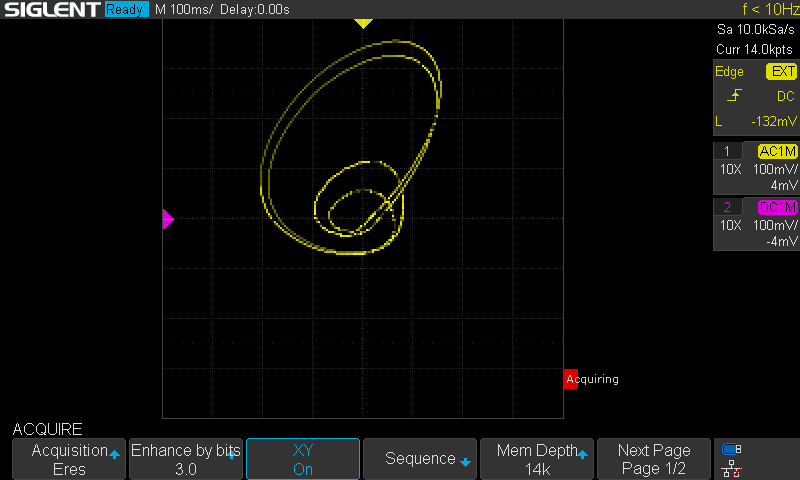 SIGLENT Ready M 100ms/ Delay:0.00s f < 10Hz
Sa 10.0kSa/s
Curr 14.0kpts
Edge EXT
DC
L -132mV
1 AC1M
10X 100mV/
4mV
2 DC1M
10X 100mV/
-4mV
Acquiring
ACQUIRE
Acquisition Enhance by bits XY Sequence Mem Depth Next Page
Eres 3.0 On 14k Page 1/2